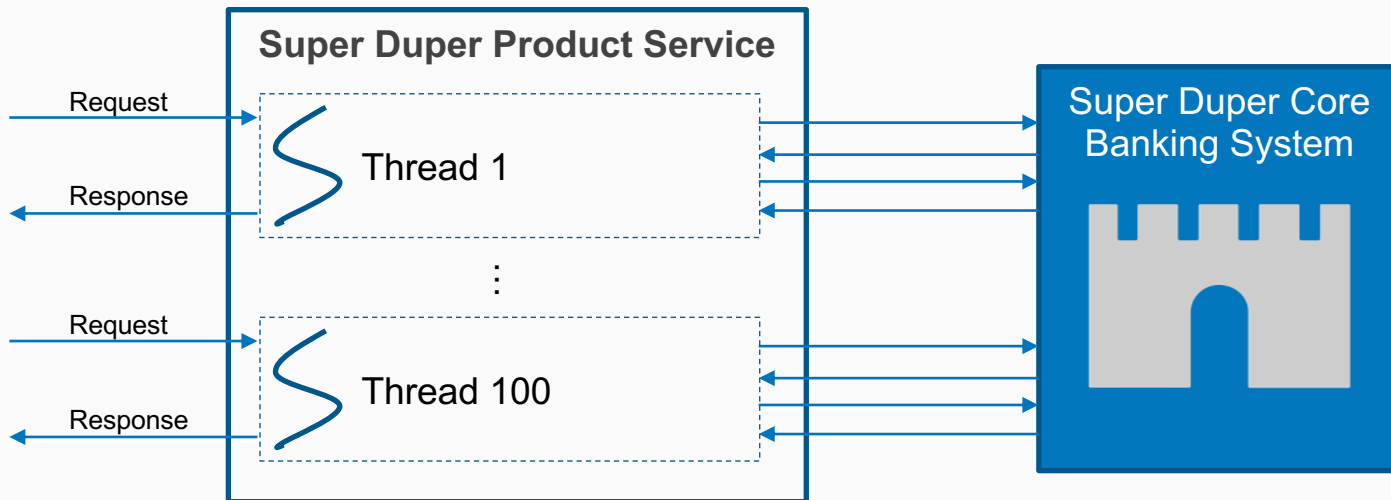 Super Duper Product Service
Request
Thread 1
Response
⋮
Request
Thread 100
Response
Super Duper Core
Banking System